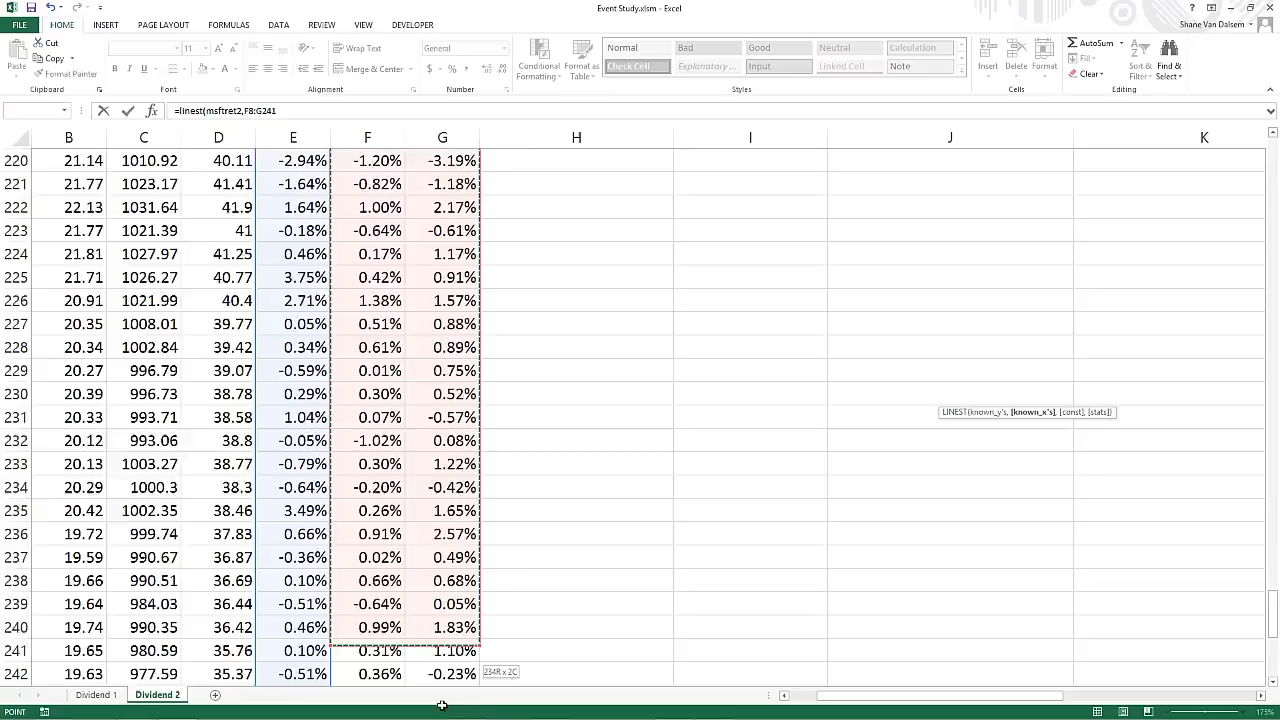 Event Study.xlsm - Excel
FILE HOME INSERT PAGE LAYOUT FORMULAS DATA REVIEW VIEW DEVELOPER Shane Van Dalsem
Paste Cut Copy Format Painter
Clipboard
11 B I U
Font
Wrap Text
Merge & Center
Alignment
General
$ % ,
Number
Conditional Formatting Format as Table
Normal Bad Good Neutral Calculation
Check Cell Explanatory ... Input Linked Cell Note
Styles
Insert Delete Format
Cells
AutoSum Fill Clear
Sort & Filter Find & Select
Editing
=linest(msftret2,F8:G241
B C D E F G H I J K
220 21.14 1010.92 40.11 -2.94% -1.20% -3.19%
221 21.77 1023.17 41.41 -1.64% -0.82% -1.18%
222 22.13 1031.64 41.9 1.64% 1.00% 2.17%
223 21.77 1021.39 41 -0.18% -0.64% -0.61%
224 21.81 1027.97 41.25 0.46% 0.17% 1.17%
225 21.71 1026.27 40.77 3.75% 0.42% 0.91%
226 20.91 1021.99 40.4 2.71% 1.38% 1.57%
227 20.35 1008.01 39.77 0.05% 0.51% 0.88%
228 20.34 1002.84 39.42 0.34% 0.61% 0.89%
229 20.27 996.79 39.07 -0.59% 0.01% 0.75%
230 20.39 996.73 38.78 0.29% 0.30% 0.52%
231 20.33 993.71 38.58 1.04% 0.07% -0.57%
LINEST(known_y's, [known_x's], [const], [stats])
232 20.12 993.06 38.8 -0.05% -1.02% 0.08%
233 20.13 1003.27 38.77 -0.79% 0.30% 1.22%
234 20.29 1000.3 38.3 -0.64% -0.20% -0.42%
235 20.42 1002.35 38.46 3.49% 0.26% 1.65%
236 19.72 999.74 37.83 0.66% 0.91% 2.57%
237 19.59 990.67 36.87 -0.36% 0.02% 0.49%
238 19.66 990.51 36.69 0.10% 0.66% 0.68%
239 19.64 984.03 36.44 -0.51% -0.64% 0.05%
240 19.74 990.35 36.42 0.46% 0.99% 1.83%
241 19.65 980.59 35.76 0.10% 0.31% 1.10%
242 19.63 977.59 35.37 -0.51% 0.36% -0.23%
234R x 2C
Dividend 1 Dividend 2
POINT 175%